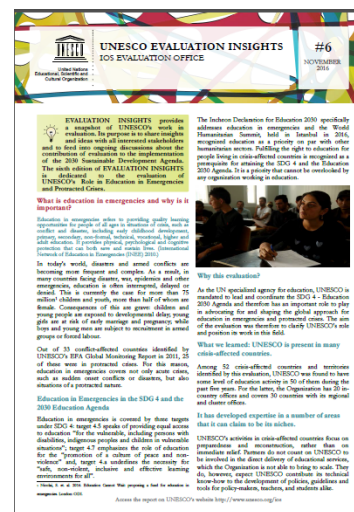 UNESCO EVALUATION INSIGHTS
IOS EVALUATION OFFICE
#6
NOVEMBER
2016
UNESCO
United Nations
Educational, Scientific and
Cultural Organization
EVALUATION INSIGHTS provides
a snapshot of UNESCO's work in
evaluation. Its purpose is to share insights
and ideas with all interested stakeholders
and to feed into ongoing discussions about the
contribution of evaluation to the implementation
of the 2030 Sustainable Development Agenda.
The sixth edition of EVALUATION INSIGHTS
is dedicated to the evaluation of
UNESCO's Role in Education in Emergencies
and Protracted Crises.
What is education in emergencies and why is it
important?
Education in emergencies refers to providing quality learning
opportunities for people of all ages in situations of crisis, such as
conflict and disaster, including early childhood development,
primary, secondary, non-formal, technical, vocational, higher and
adult education. It provides physical, psychological and cognitive
protection that can both save and sustain lives. (International
Network of Education in Emergencies (INEE) 2010.)
In today's world, disasters and armed conflicts are
becoming more frequent and complex. As a result, in
many countries facing disaster, war, epidemics and other
emergencies, education is often interrupted, delayed or
denied. This is currently the case for more than 75
million¹ children and youth, more than half of whom are
female. Consequences of this are grave: children and
young people are exposed to developmental delay, young
girls are at risk of early marriage and pregnancy, while
boys and young men are subject to recruitment in armed
groups or forced labour.
Out of 33 conflict-affected countries identified by
UNESCO's EFA Global Monitoring Report in 2011, 25
of these were in protracted crises. For this reason,
education in emergencies covers not only acute crises,
such as sudden onset conflicts or disasters, but also
situations of a protracted nature.
Education in Emergencies in the SDG 4 and the
2030 Education Agenda
Education in emergencies is covered by three targets
under SDG 4: target 4.5 speaks of providing equal access
to education "for the vulnerable, including persons with
disabilities, indigenous peoples and children in vulnerable
situations"; target 4.7 emphasizes the role of education
for the "promotion of a culture of peace and non-
violence" and, target 4.a underlines the necessity for
"safe, non-violent, inclusive and effective learning
environments for all".
Nicolai, S. et al 2016. Education Cannot Wait: proposing a fund for education in
emergencies. London: ODI.
The Incheon Declaration for Education 2030 specifically
addresses education in emergencies and the World
Humanitarian Summit, held in Istanbul in 2016,
recognized education as a priority on par with other
humanitarian sectors. Fulfilling the right to education for
people living in crisis-affected countries is recognized as a
prerequisite for attaining the SDG 4 and the Education
2030 Agenda. It is a priority that cannot be overlooked by
any organization working in education.
Why this evaluation?
As the UN specialized agency for education, UNESCO is
mandated to lead and coordinate the SDG 4 - Education
2030 Agenda and therefore has an important role to play
in advocating for and shaping the global approach for
education in emergencies and protracted crises. The aim
of the evaluation was therefore to clarify UNESCO's role
and position its work in this field.
What we learned: UNESCO is present in many
crisis-affected countries.
Among 52 crisis-affected countries and territories
identified by this evaluation, UNESCO was found to have
some level of education activity in 50 of them during the
past five years. For the latter, the Organization has 20 in-
country offices and covers 30 countries with its regional
and cluster offices.
It has developed expertise in a number of areas
that it can claim to be its niches.
UNESCO's activities in crisis-affected countries focus on
preparedness and reconstruction, rather than on
immediate relief. Partners do not count on UNESCO to
be involved in the direct delivery of educational services,
which the Organization is not able to bring to scale. They
do, however, expect UNESCO contribute its technical
know-how to the development of policies, guidelines and
tools for policy-makers, teachers, and students alike.
Access the report on UNESCO's website http://www.unesco.org/ios